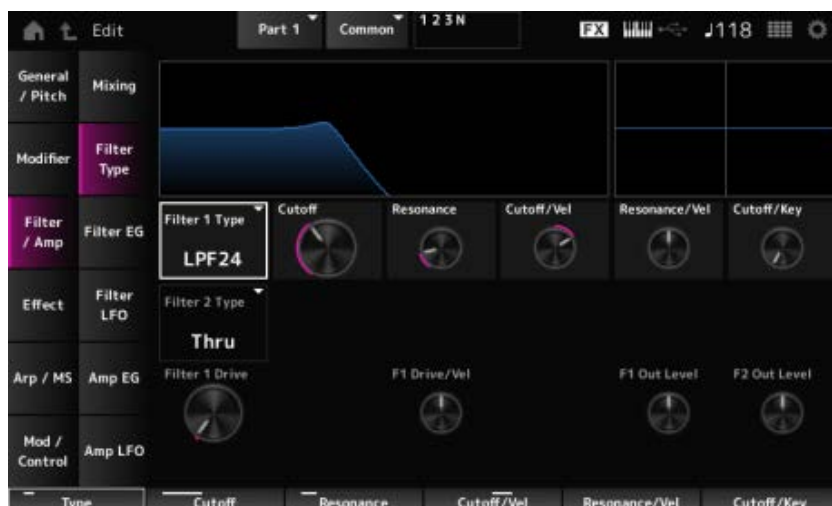 Edit
Part 1
Common
1 2 3 N
FX
♩118
General
/ Pitch
Mixing
Modifier
Filter
Type
Filter
/ Amp
Filter EG
Filter 1 Type
LPF24
Cutoff
Resonance
Cutoff/Vel
Resonance/Vel
Cutoff/Key
Effect
Filter
LFO
Filter 2 Type
Thru
Arp / MS
Amp EG
Filter 1 Drive
F1 Drive/Vel
F1 Out Level
F2 Out Level
Mod /
Control
Amp LFO
Type
Cutoff
Resonance
Cutoff/Vel
Resonance/Vel
Cutoff/Key